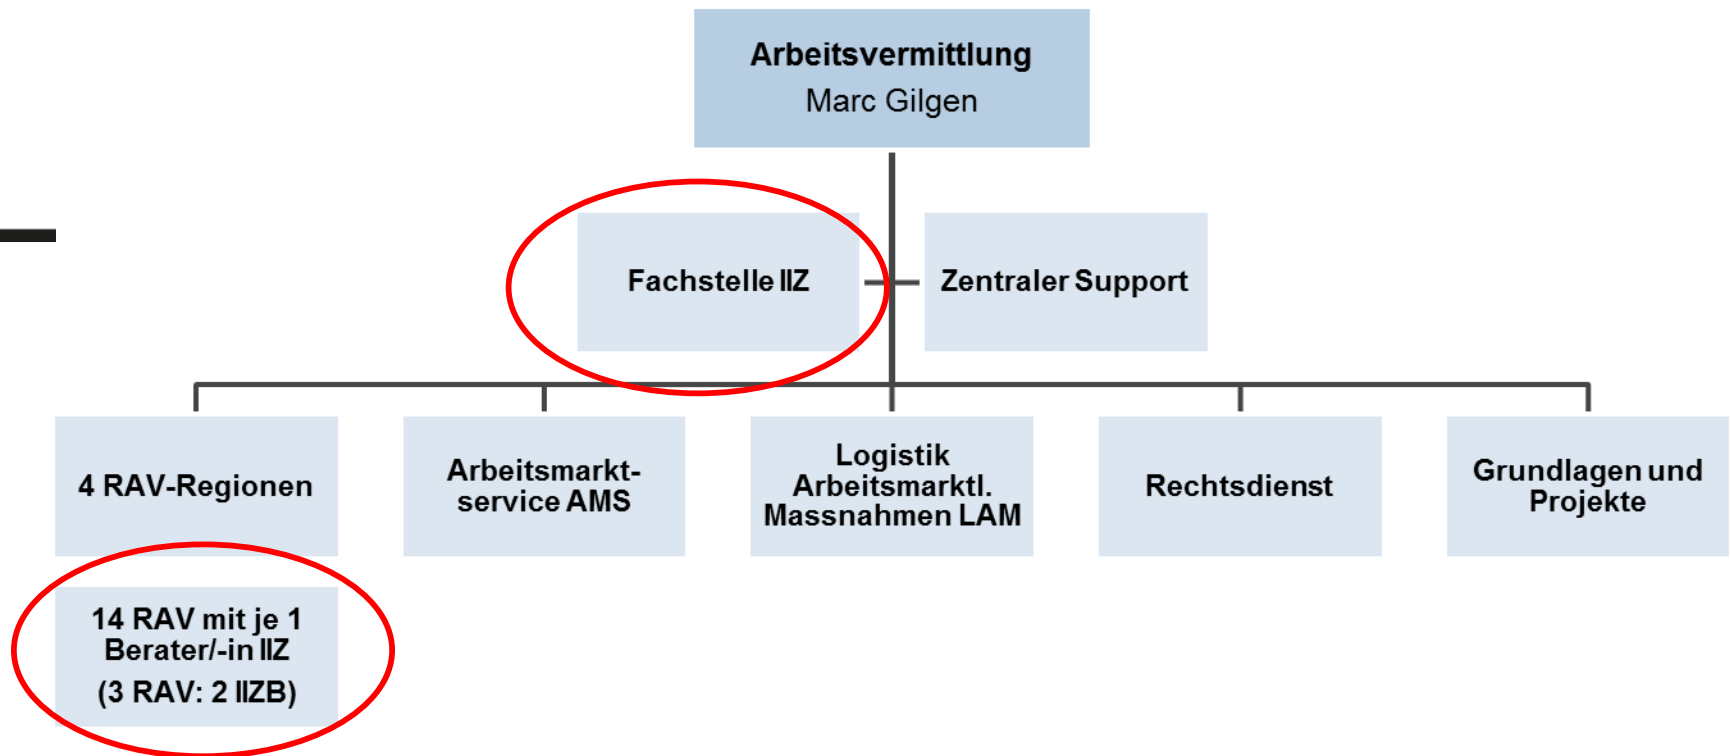 Arbeitsvermittlung
Marc Gilgen
Fachstelle IIZ
Zentraler Support
4 RAV-Regionen
Arbeitsmarkt-
service AMS
Logistik
Arbeitsmarktl.
Massnahmen LAM
Rechtsdienst
Grundlagen und
Projekte
14 RAV mit je 1
Berater/-in IIZ
(3 RAV: 2 IIZB)